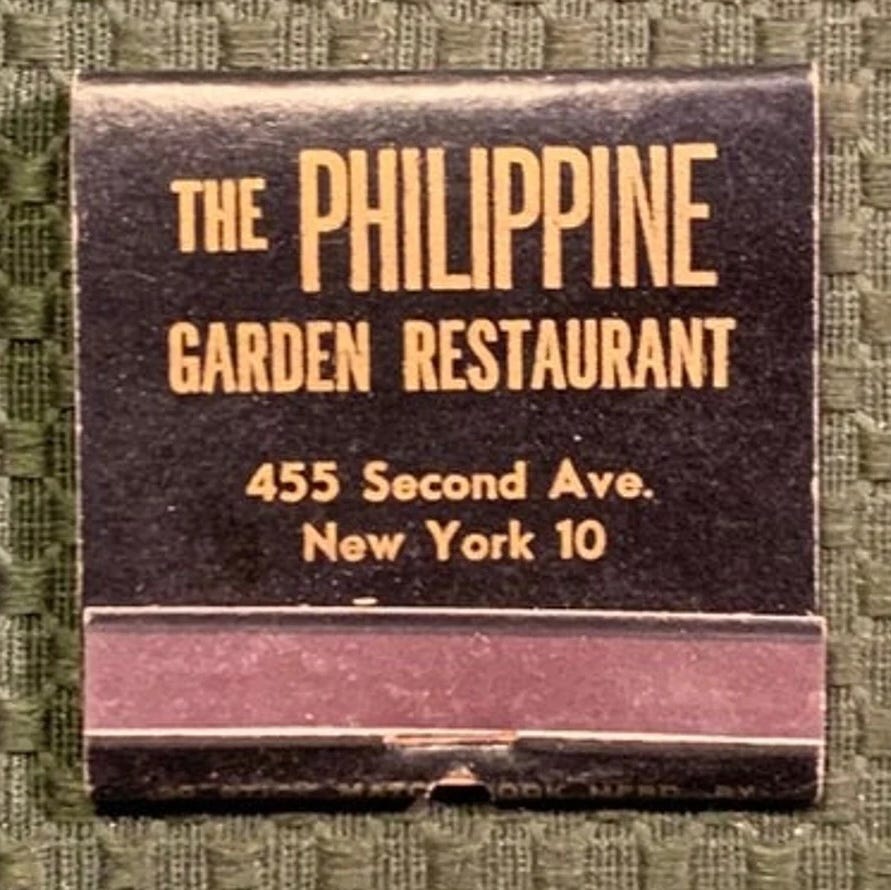 THE PHILIPPINE
GARDEN RESTAURANT
455 Second Ave.
New York 10